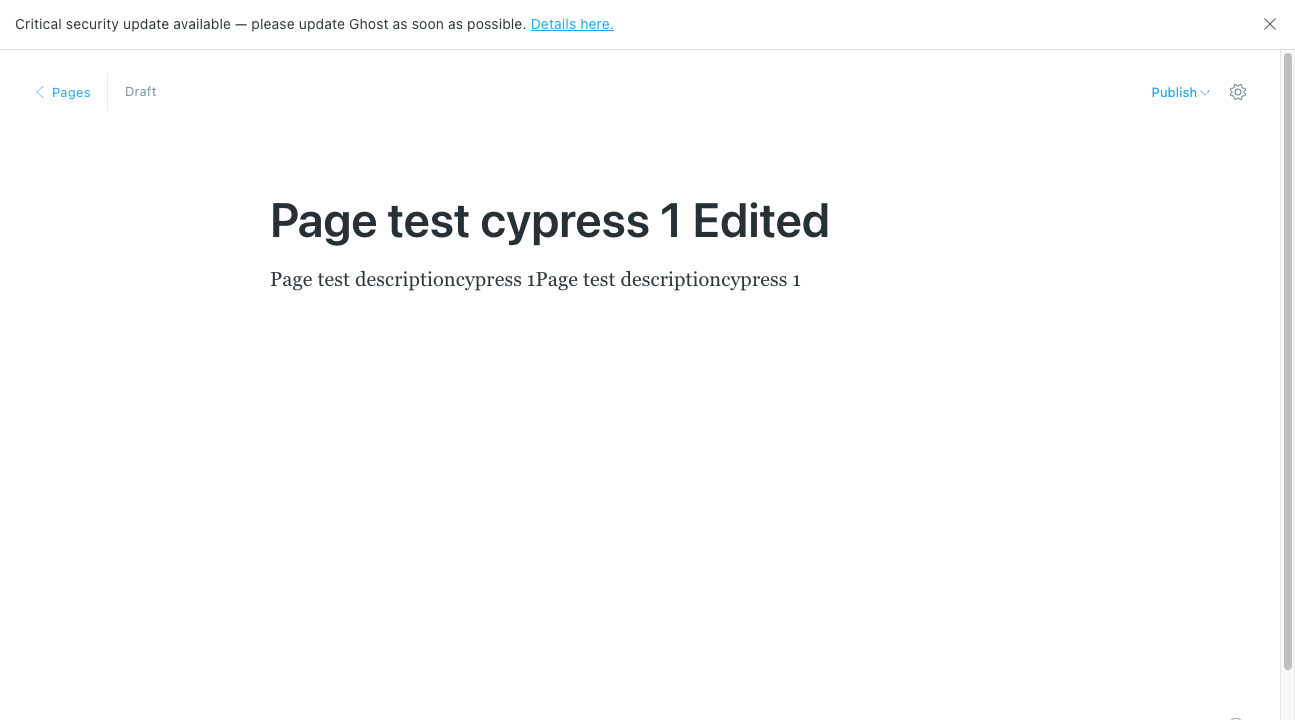 Critical security update available — please update Ghost as soon as possible. Details here.
Pages
Draft
Publish
Page test cypress 1 Edited
Page test descriptioncypress 1Page test descriptioncypress 1